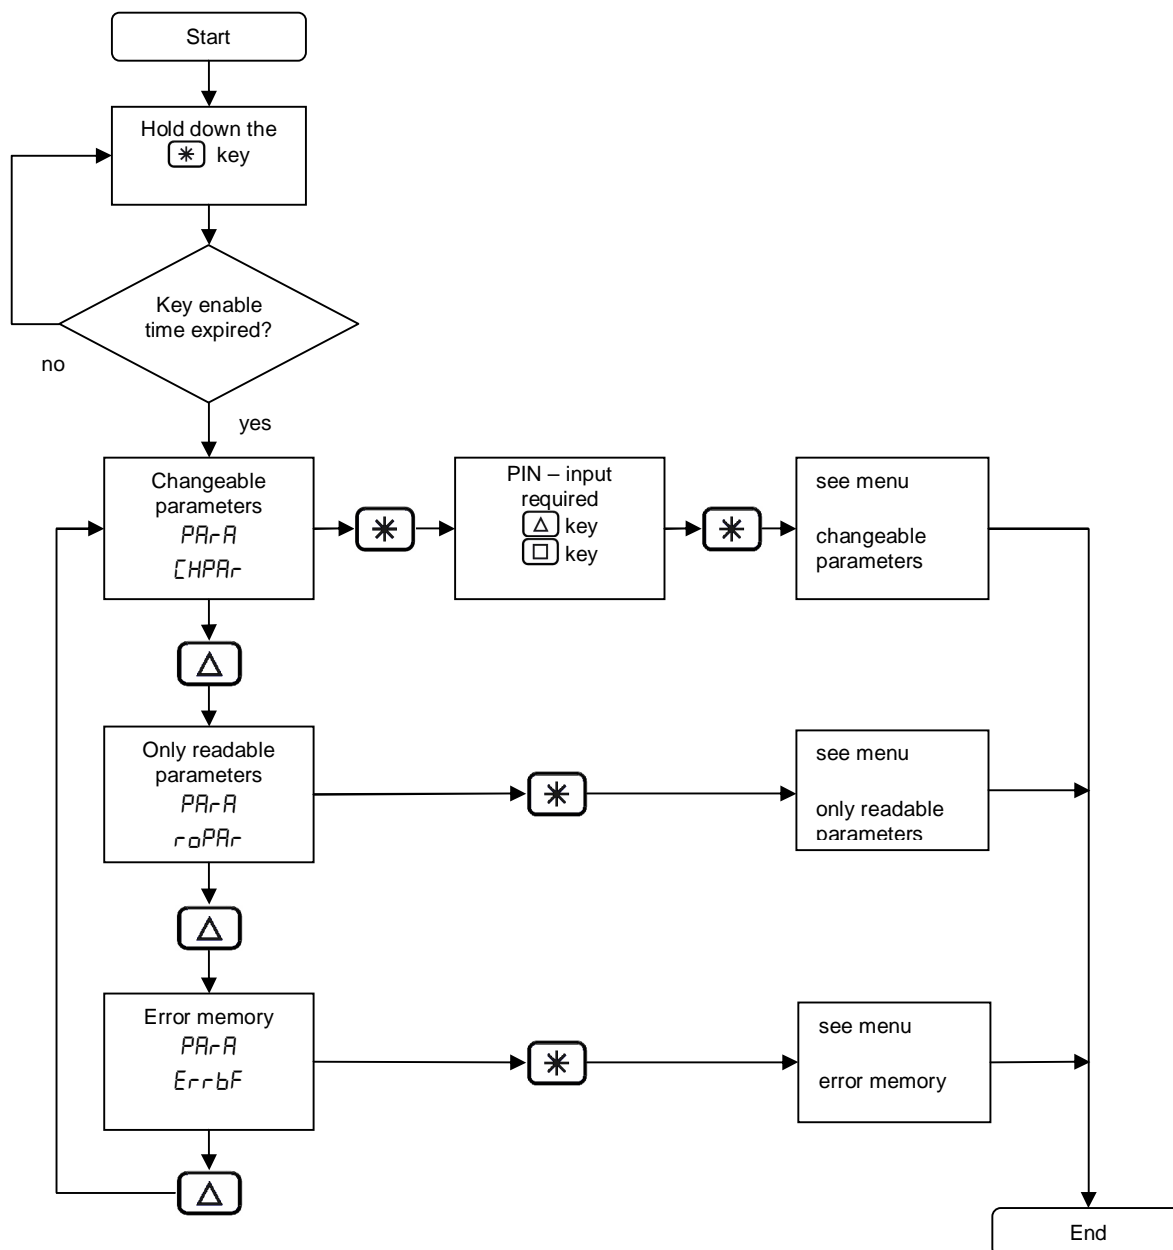 Start
Hold down the
key
Key enable
time expired?
no
yes
Changeable
parameters
PArA
CHPAr
PIN – input
required
key
key
see menu
changeable
parameters
Only readable
parameters
PArA
roPAr
see menu
only readable
parameters
Error memory
PArA
ErrbF
see menu
error memory
End